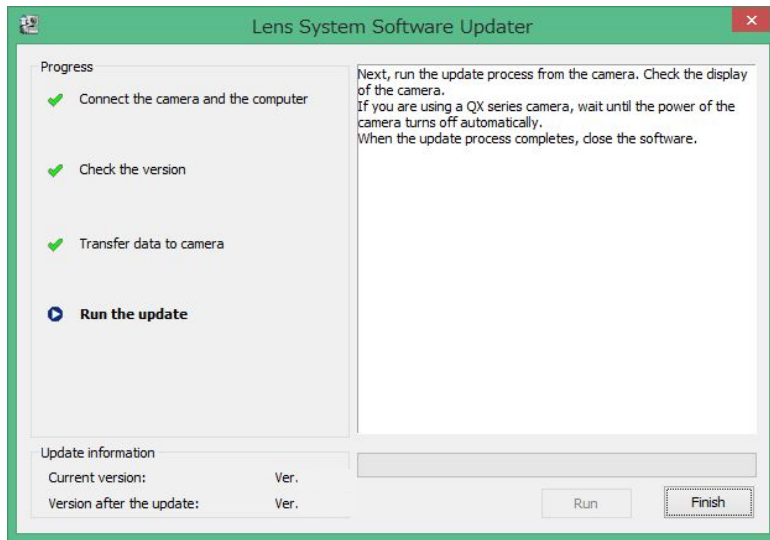 Lens System Software Updater
Progress
Connect the camera and the computer
Check the version
Transfer data to camera
Run the update
Next, run the update process from the camera. Check the display
of the camera.
If you are using a QX series camera, wait until the power of the
camera turns off automatically.
When the update process completes, close the software.
Update information
Current version: Ver.
Version after the update: Ver.
Run
Finish